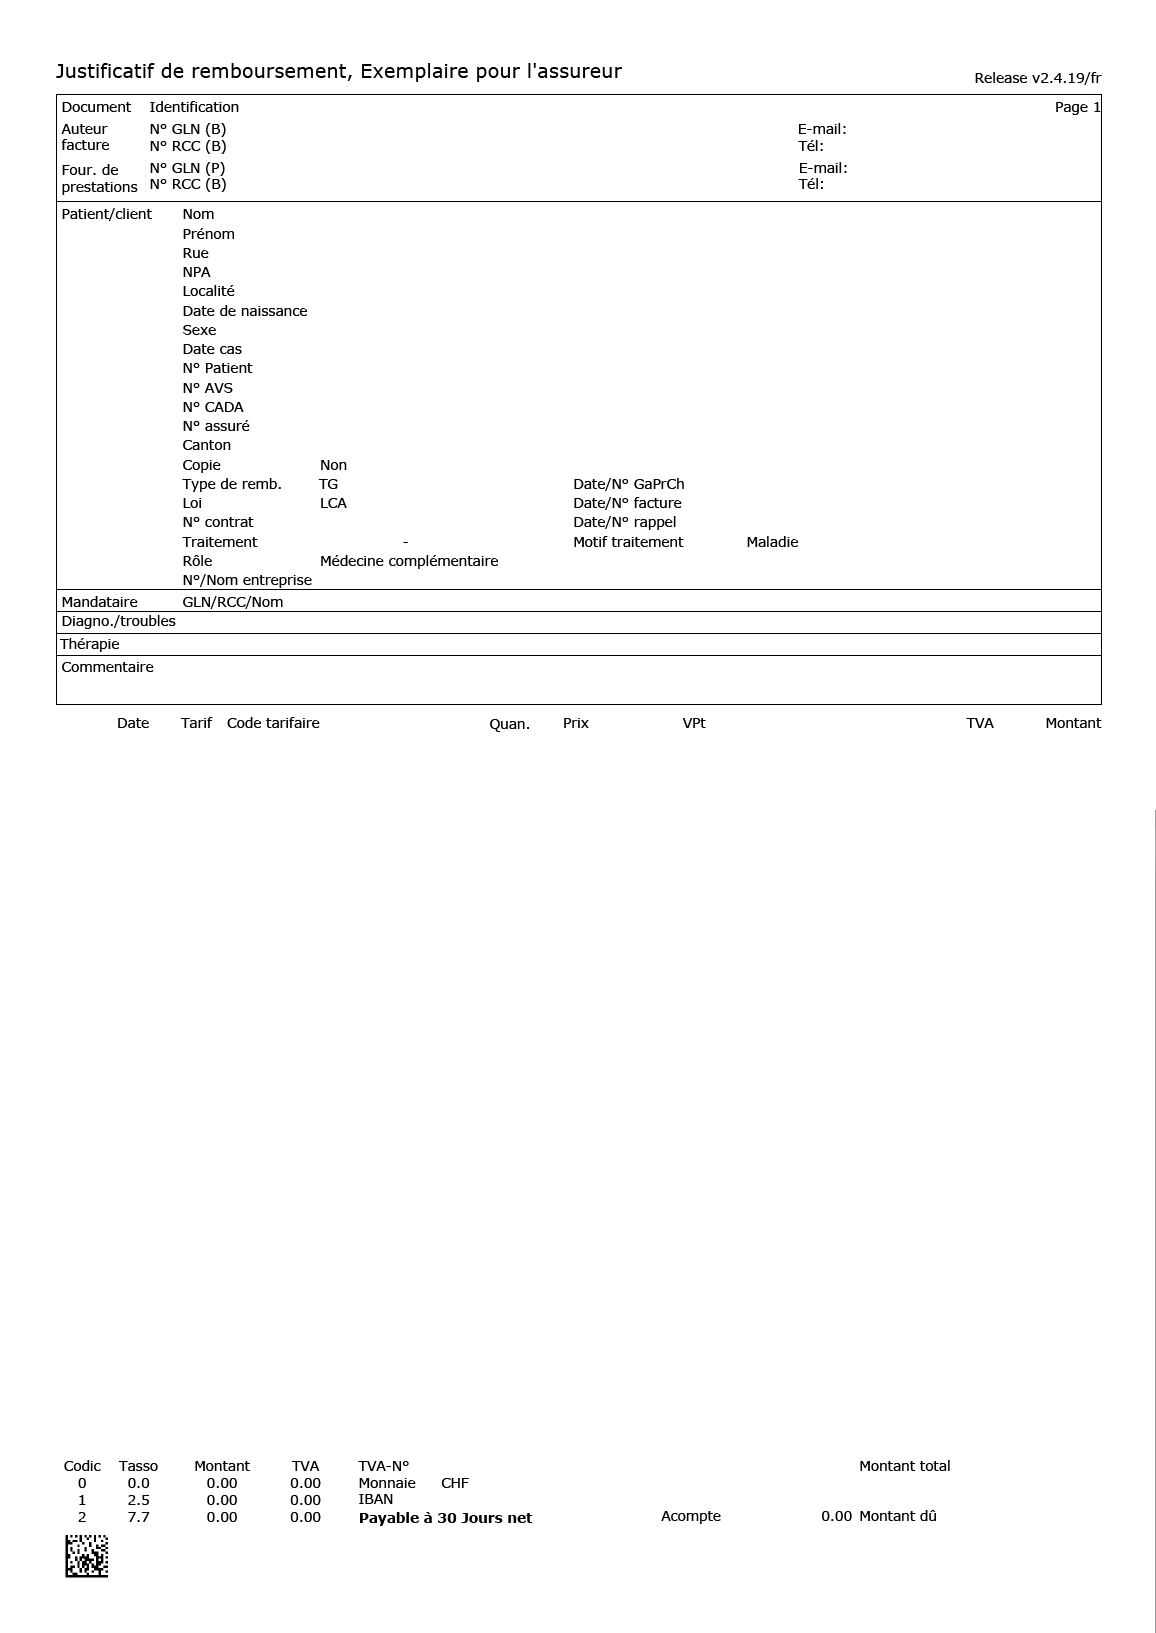 Justificatif de remboursement, Exemplaire pour l'assureur
Release v2.4.19/fr
Document Identification Page 1
Auteur N° GLN (B) E-mail:
facture N° RCC (B) Tél:
Four. de N° GLN (P) E-mail:
prestations N° RCC (B) Tél:
Patient/client Nom
Prénom
Rue
NPA
Localité
Date de naissance
Sexe
Date cas
N° Patient
N° AVS
N° CADA
N° assuré
Canton
Copie Non
Type de remb. TG Date/N° GaPrCh
Loi LCA Date/N° facture
N° contrat Date/N° rappel
Traitement - Motif traitement Maladie
Rôle Médecine complémentaire
N°/Nom entreprise
Mandataire GLN/RCC/Nom
Diagno./troubles
Thérapie
Commentaire
Date Tarif Code tarifaire Quan. Prix VPt TVA Montant
Codic Tasso Montant TVA TVA-N° Montant total
0 0.0 0.00 0.00 Monnaie CHF
1 2.5 0.00 0.00 IBAN
2 7.7 0.00 0.00 Payable à 30 Jours net Acompte 0.00 Montant dû